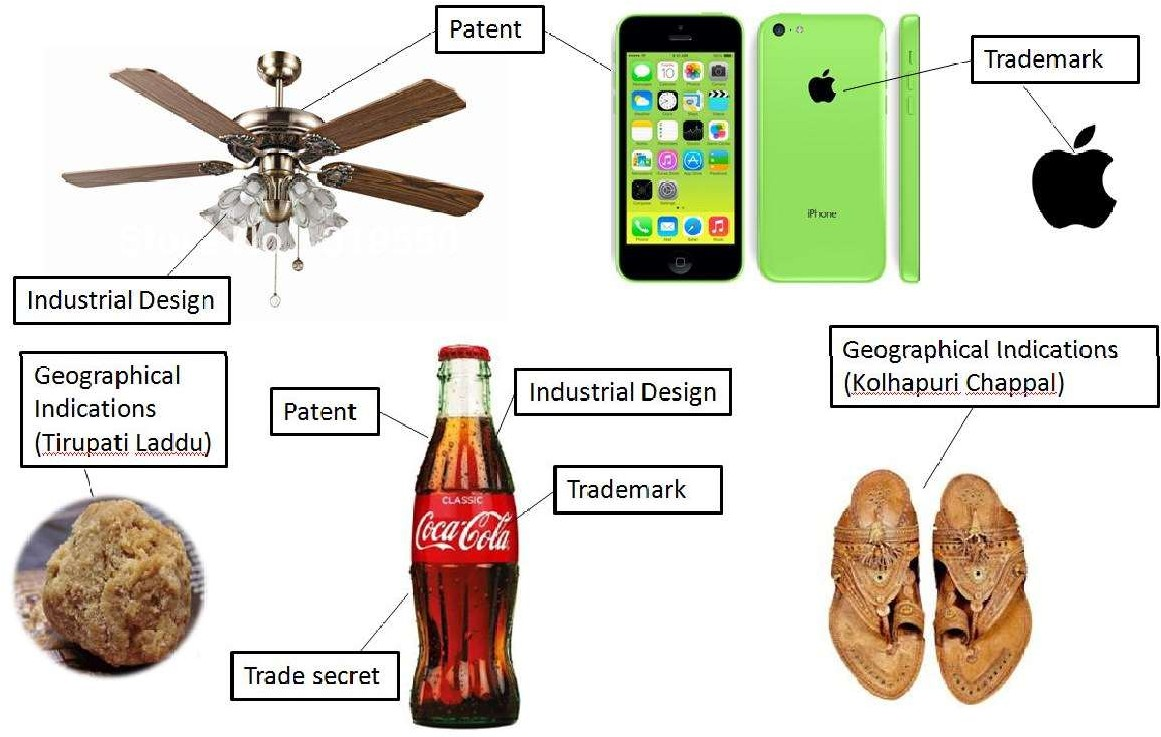 Patent
Trademark
iPhone
Industrial Design
Geographical
Indications
(Tirupati Laddu)
Patent
Industrial Design
Geographical Indications
(Kolhapuri Chappal)
Trademark
CLASSIC
Coca-Cola
Trade secret